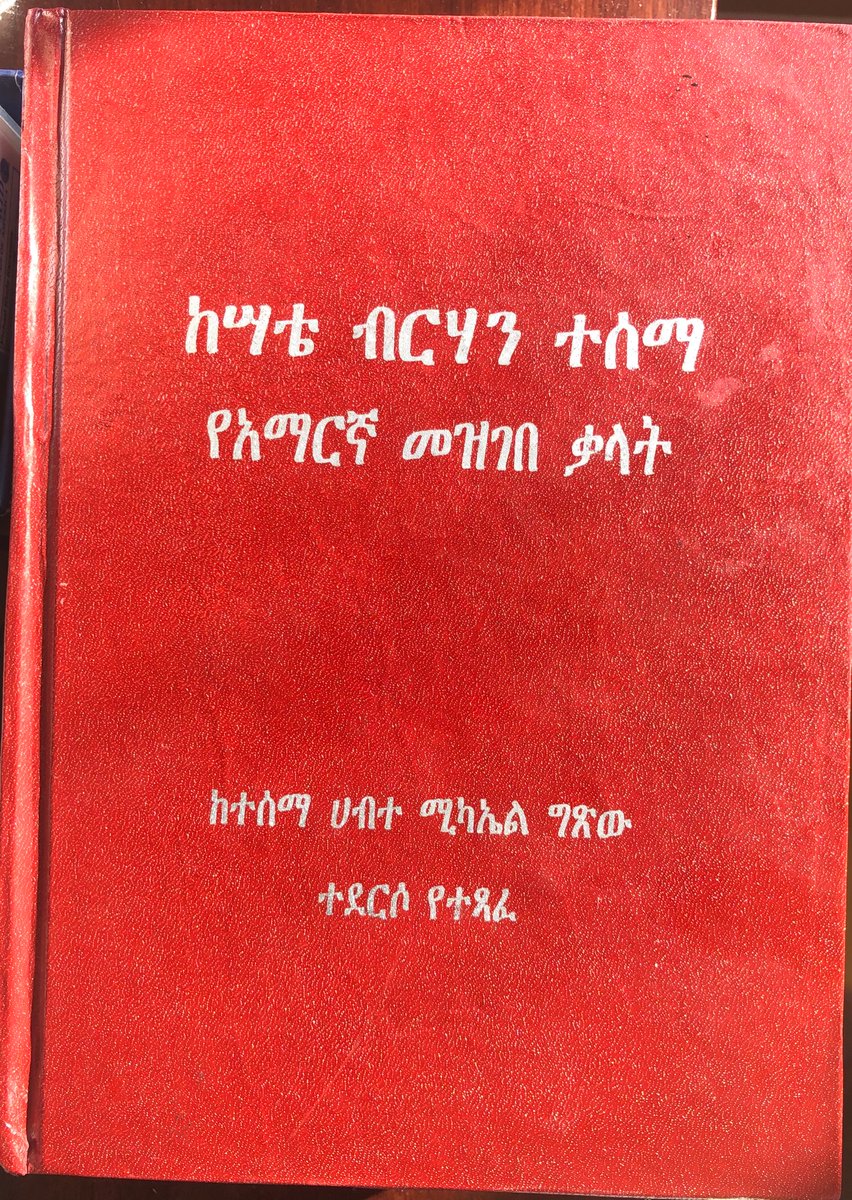 ከሣቴ ብርሃን ተሰማ
የአማርኛ መዝገበ ቃላት
ከተሰማ ሀብተ ሚካኤል ግጽው
ተደርሶ የተጻፈ